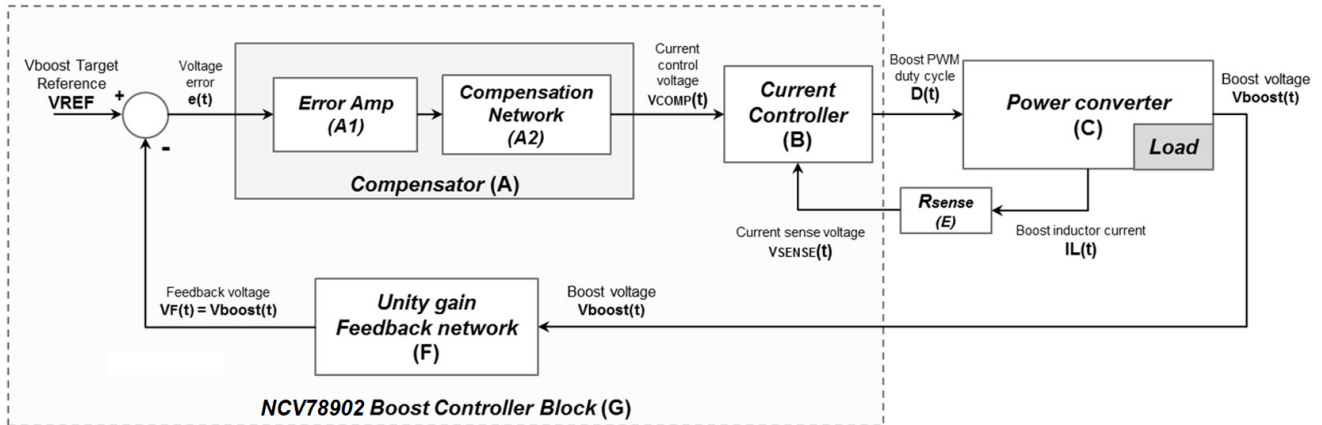 Vboost Target
Reference
VREF
+
-
Voltage
error
e(t)
Error Amp
(A1)
Compensation
Network
(A2)
Compensator (A)
Current
control
voltage
VCOMP(t)
Current
Controller
(B)
Boost PWM
duty cycle
D(t)
Power converter
(C)
Load
Boost voltage
Vboost(t)
Rsense
(E)
Current sense voltage
VSENSE(t)
Boost inductor current
IL(t)
Feedback voltage
VF(t) = Vboost(t)
Unity gain
Feedback network
(F)
Boost voltage
Vboost(t)
NCV78902 Boost Controller Block (G)